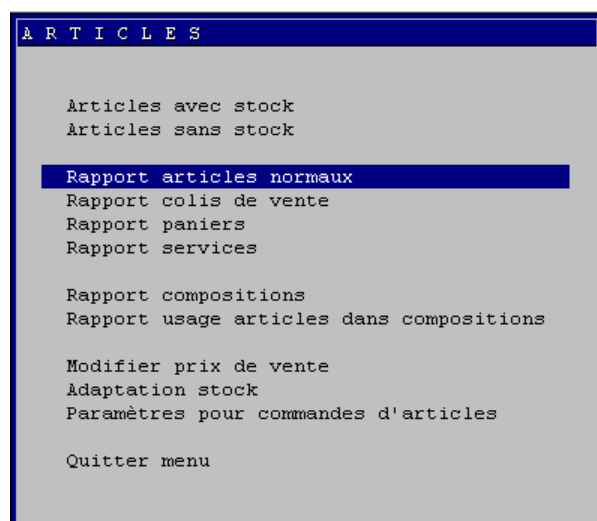 A R T I C L E S
Articles avec stock
Articles sans stock
Rapport articles normaux
Rapport colis de vente
Rapport paniers
Rapport services
Rapport compositions
Rapport usage articles dans compositions
Modifier prix de vente
Adaptation stock
Paramètres pour commandes d'articles
Quitter menu